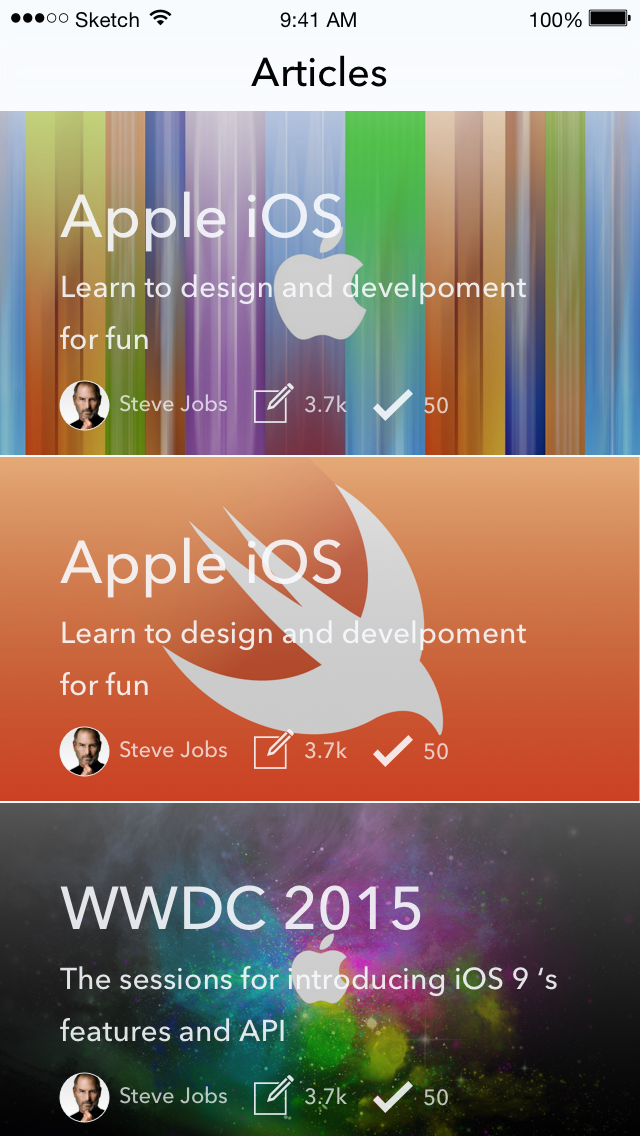 Sketch 9:41 AM 100%
Articles
Apple iOS
Learn to design and develpoment
for fun
Steve Jobs 3.7k 50
Apple iOS
Learn to design and develpoment
for fun
Steve Jobs 3.7k 50
WWDC 2015
The sessions for introducing iOS 9 ‘s
features and API
Steve Jobs 3.7k 50